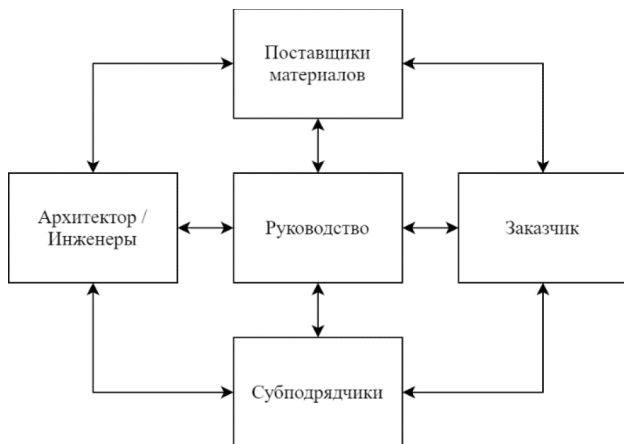 Поставщики
материалов
Архитектор /
Инженеры
Руководство
Заказчик
Субподрядчики